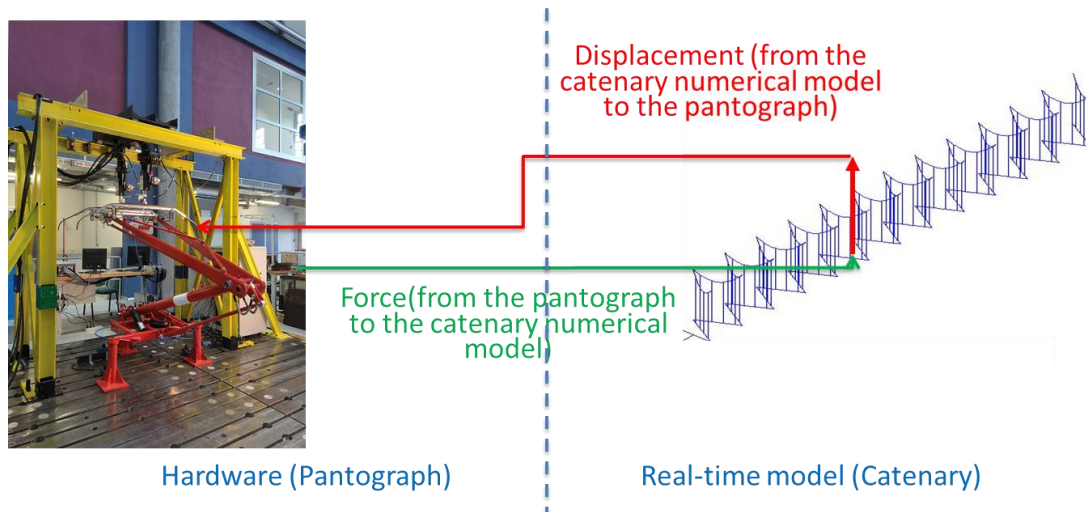 Displacement (from the
catenary numerical model
to the pantograph)
Force(from the pantograph
to the catenary numerical
model)
Hardware (Pantograph)
Real-time model (Catenary)